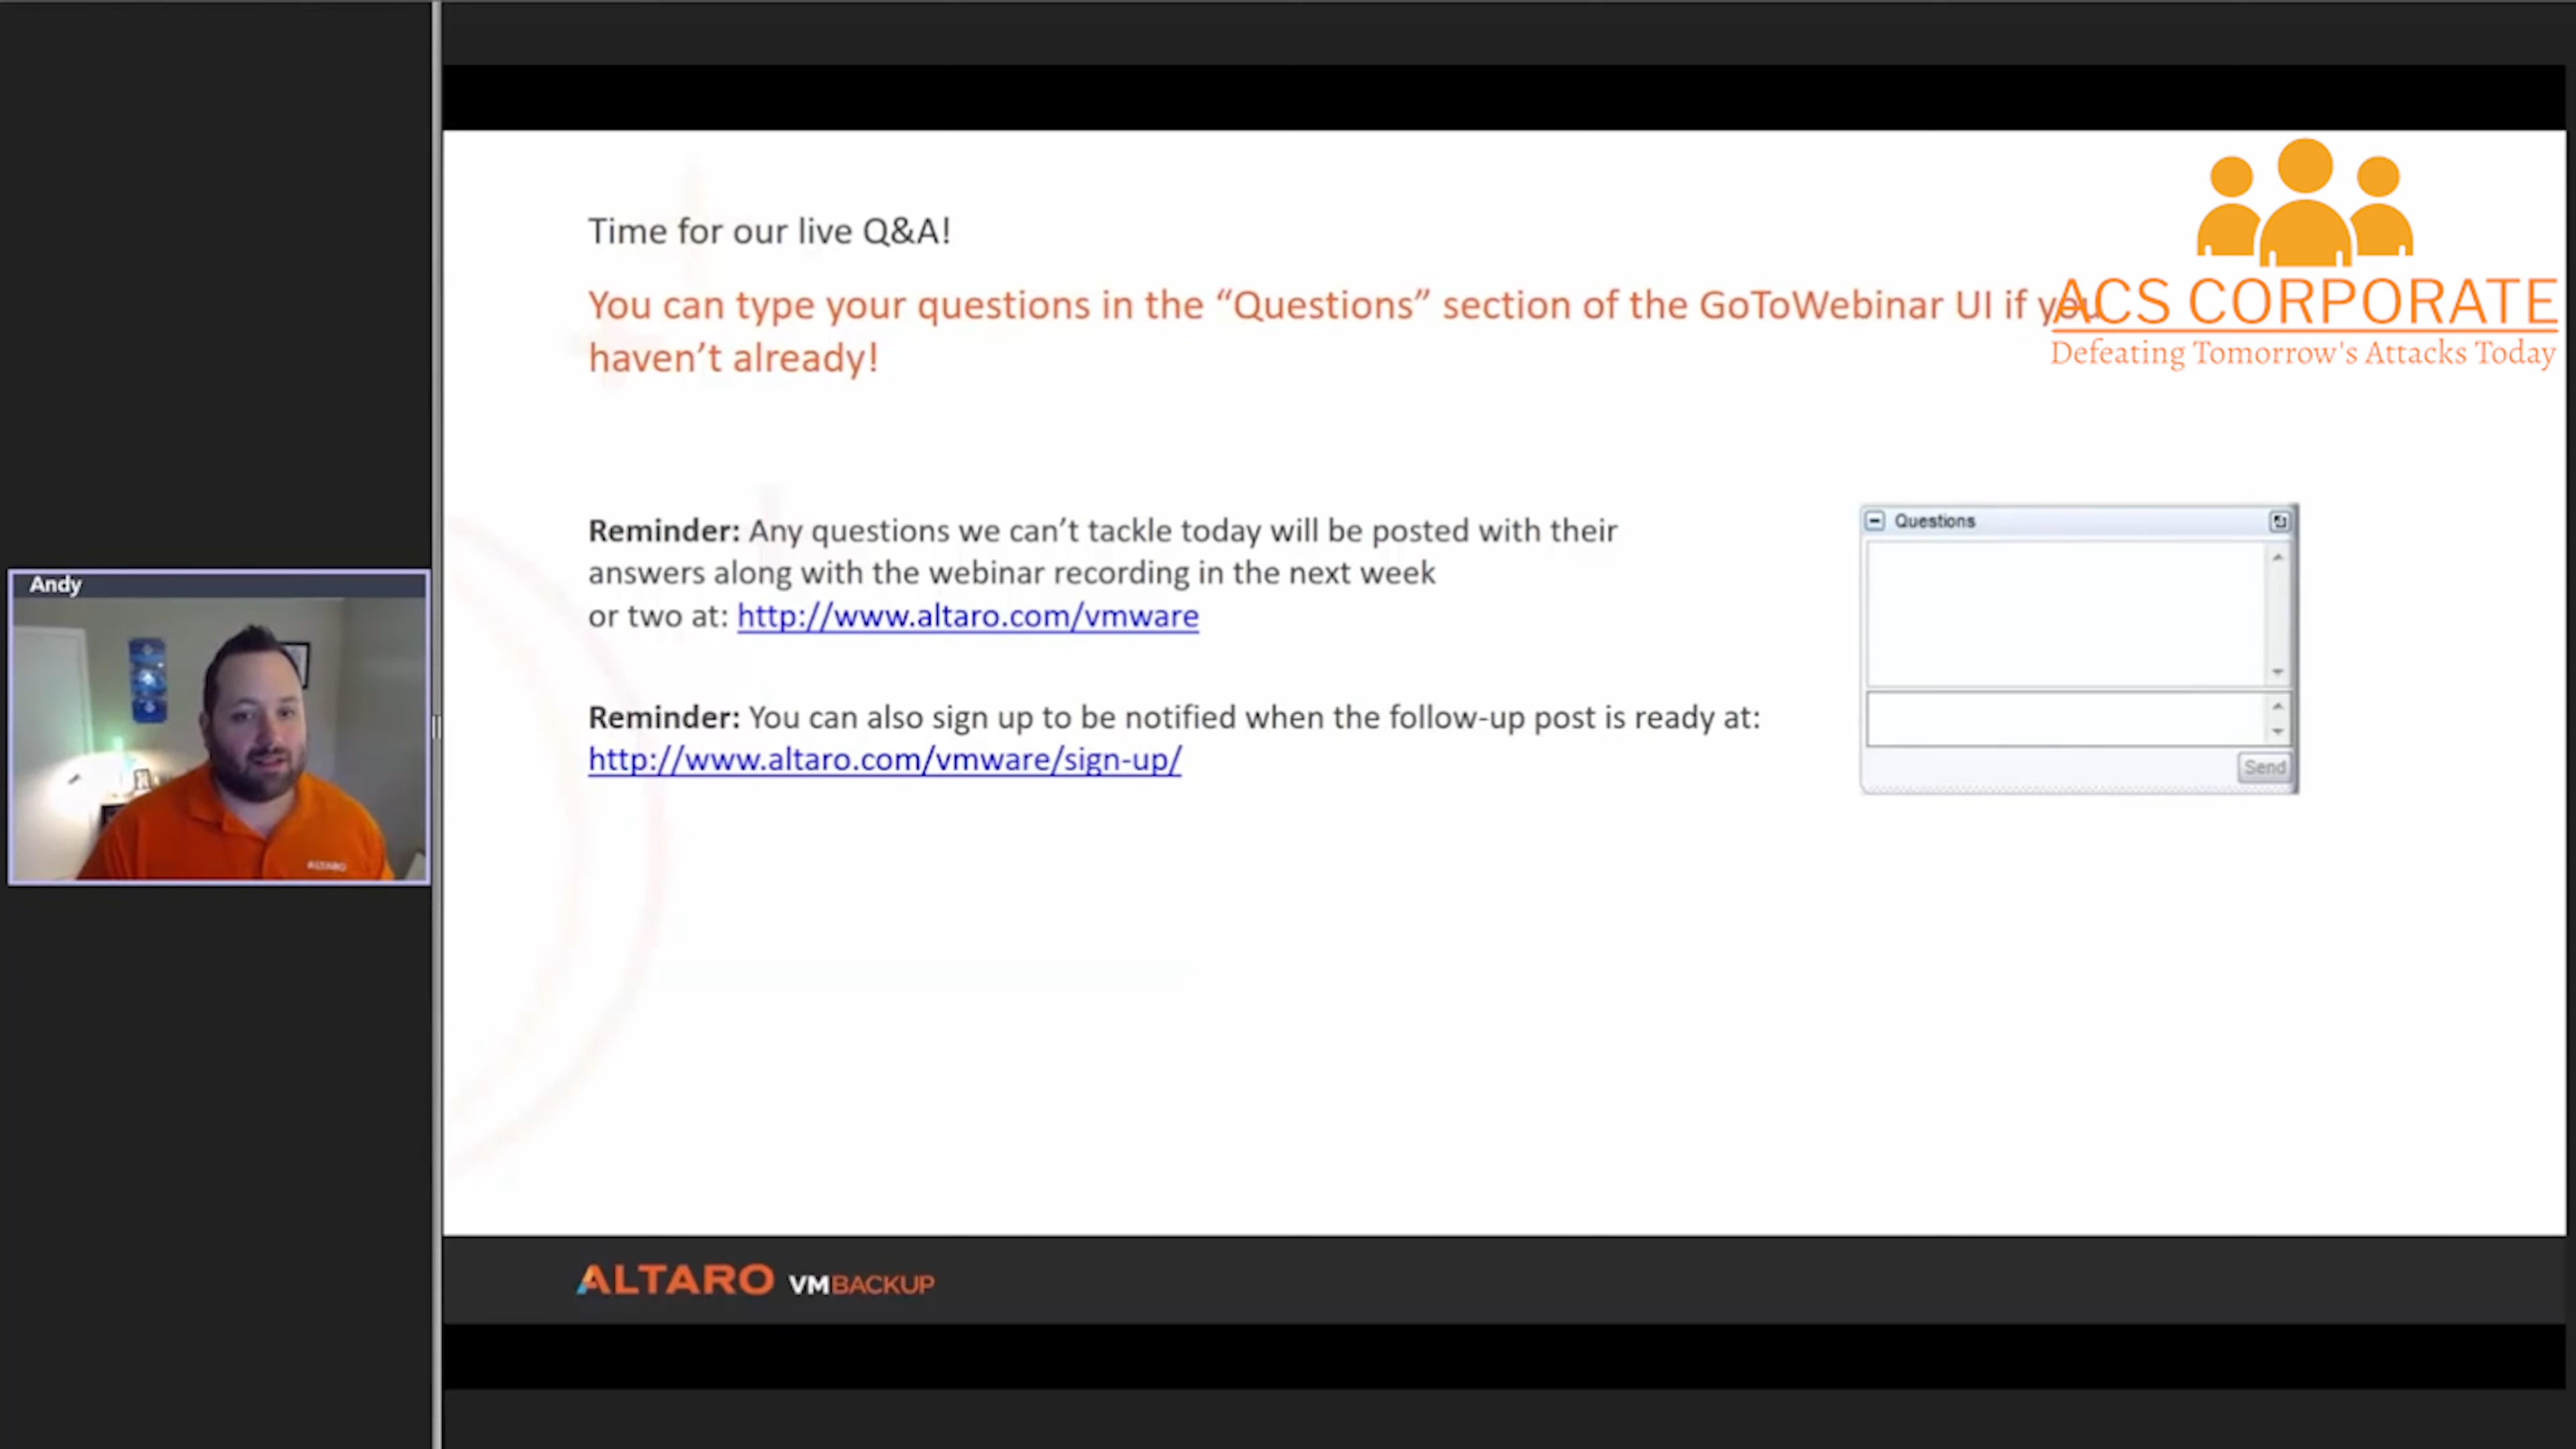 Andy
ALTARO
Time for our live Q&A!
You can type your questions in the “Questions” section of the GoToWebinar UI if you
haven’t already!
ACS CORPORATE
Defeating Tomorrow's Attacks Today
Reminder: Any questions we can’t tackle today will be posted with their
answers along with the webinar recording in the next week
or two at: http://www.altaro.com/vmware
Reminder: You can also sign up to be notified when the follow-up post is ready at:
http://www.altaro.com/vmware/sign-up/
Questions
Send
ALTARO VMBACKUP